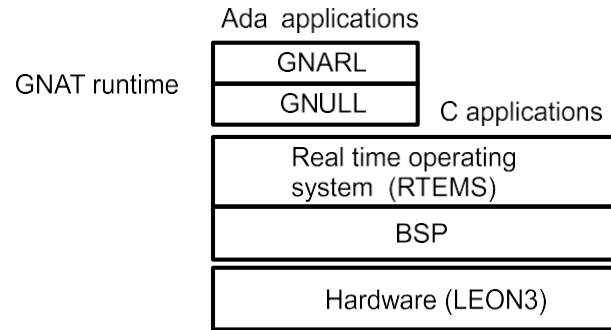 Ada applications
GNARL
GNAT runtime
GNULL
C applications
Real time operating
system (RTEMS)
BSP
Hardware (LEON3)